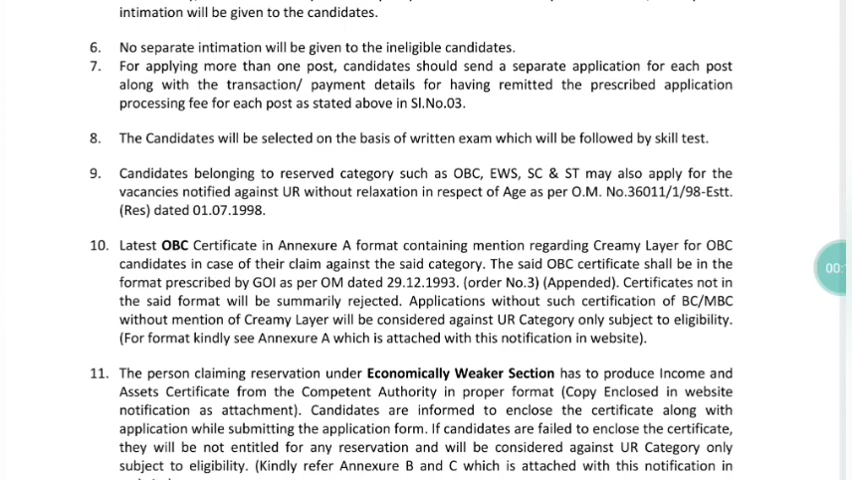 intimation will be given to the candidates.
6. No separate intimation will be given to the ineligible candidates.
7. For applying more than one post, candidates should send a separate application for each post
along with the transaction/ payment details for having remitted the prescribed application
processing fee for each post as stated above in Sl.No.03.
8. The Candidates will be selected on the basis of written exam which will be followed by skill test.
9. Candidates belonging to reserved category such as OBC, EWS, SC & ST may also apply for the
vacancies notified against UR without relaxation in respect of Age as per O.M. No.36011/1/98-Estt.
(Res) dated 01.07.1998.
10. Latest OBC Certificate in Annexure A format containing mention regarding Creamy Layer for OBC
candidates in case of their claim against the said category. The said OBC certificate shall be in the
format prescribed by GOI as per OM dated 29.12.1993. (order No.3) (Appended). Certificates not in
the said format will be summarily rejected. Applications without such certification of BC/MBC
without mention of Creamy Layer will be considered against UR Category only subject to eligibility.
(For format kindly see Annexure A which is attached with this notification in website).
11. The person claiming reservation under Economically Weaker Section has to produce Income and
Assets Certificate from the Competent Authority in proper format (Copy Enclosed in website
notification as attachment). Candidates are informed to enclose the certificate along with
application while submitting the application form. If candidates are failed to enclose the certificate,
they will be not entitled for any reservation and will be considered against UR Category only
subject to eligibility. (Kindly refer Annexure B and C which is attached with this notification in